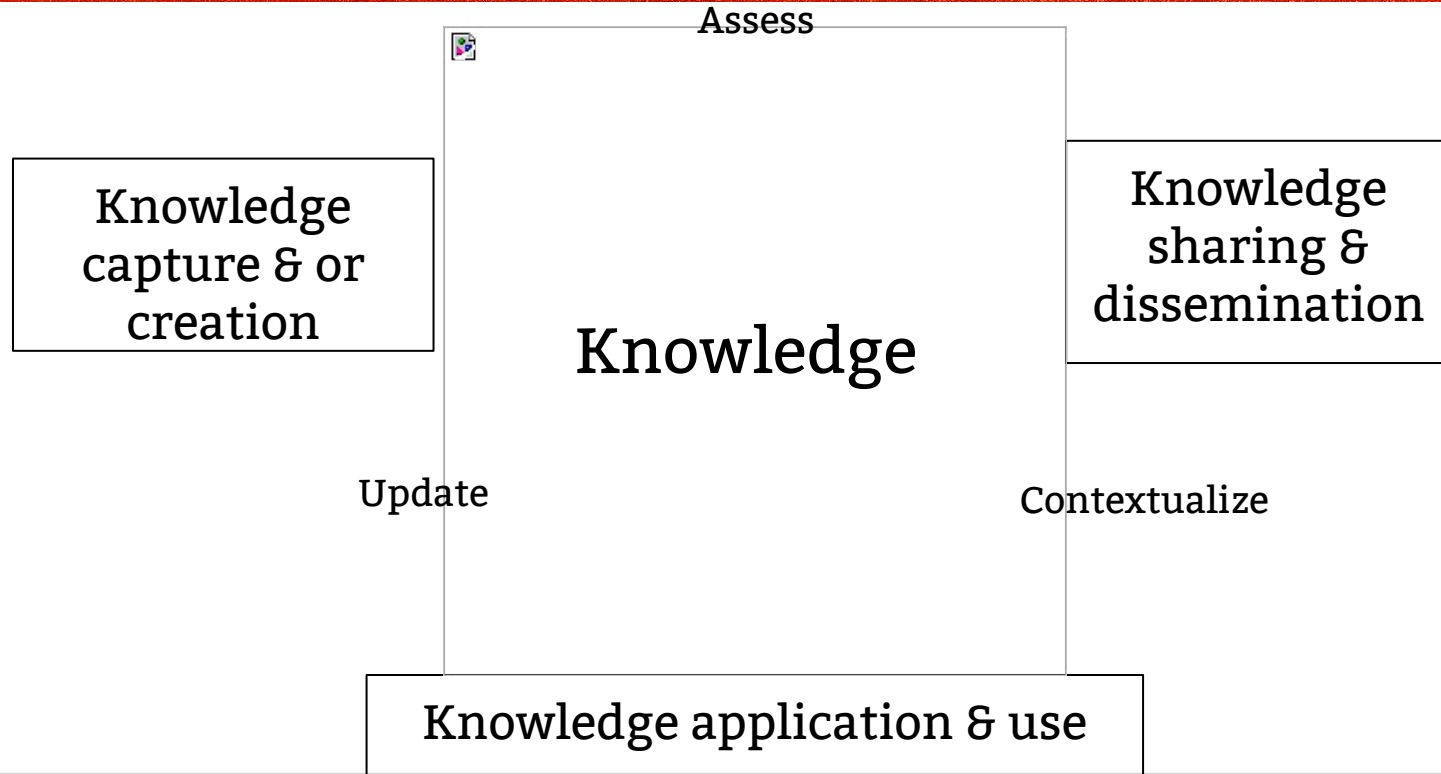 Assess
Knowledge
capture & or
creation
Knowledge
sharing &
dissemination
Knowledge
Update
Contextualize
Knowledge application & use